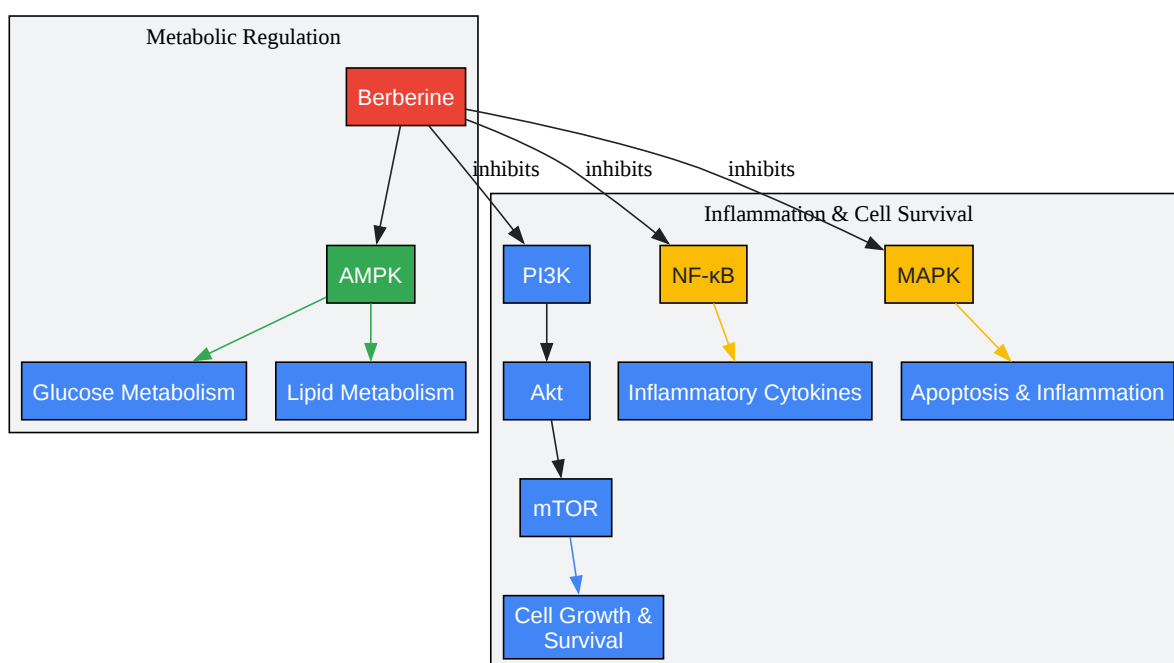 Metabolic Regulation
Berberine
inhibits
inhibits
inhibits
Inflammation & Cell Survival
AMPK
PI3K
NF-κB
MAPK
Glucose Metabolism
Lipid Metabolism
Akt
Inflammatory Cytokines
Apoptosis & Inflammation
mTOR
Cell Growth &
Survival